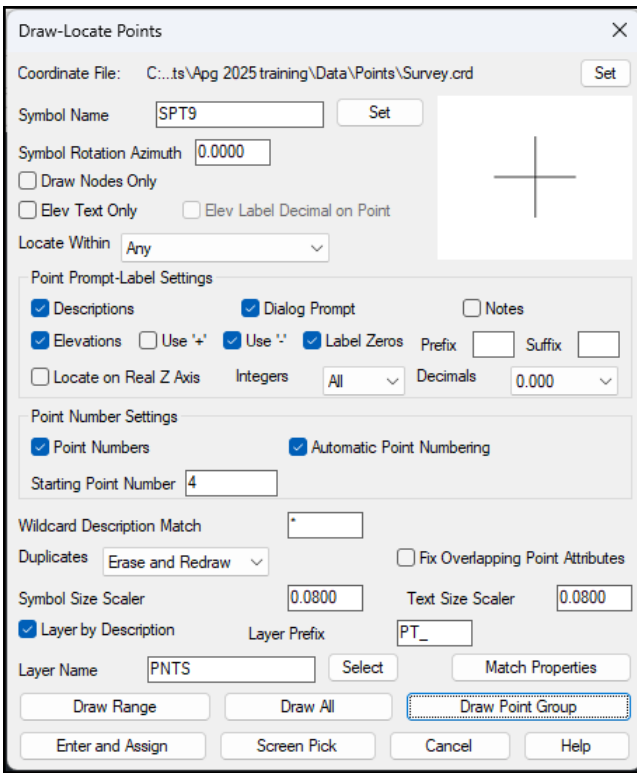 Draw-Locate Points
Coordinate File: C:...ts\Apg 2025 training\Data\Points\Survey.crd Set
Symbol Name SPT9 Set
Symbol Rotation Azimuth 0.0000
Draw Nodes Only
Elev Text Only Elev Label Decimal on Point
Locate Within Any
Point Prompt-Label Settings
Descriptions Dialog Prompt Notes
Elevations Use '+' Use '-' Label Zeros Prefix Suffix
Locate on Real Z Axis Integers All Decimals 0.000
Point Number Settings
Point Numbers Automatic Point Numbering
Starting Point Number 4
Wildcard Description Match *
Duplicates Erase and Redraw Fix Overlapping Point Attributes
Symbol Size Scaler 0.0800 Text Size Scaler 0.0800
Layer by Description Layer Prefix PT_
Layer Name PNTS Select Match Properties
Draw Range Draw All Draw Point Group
Enter and Assign Screen Pick Cancel Help